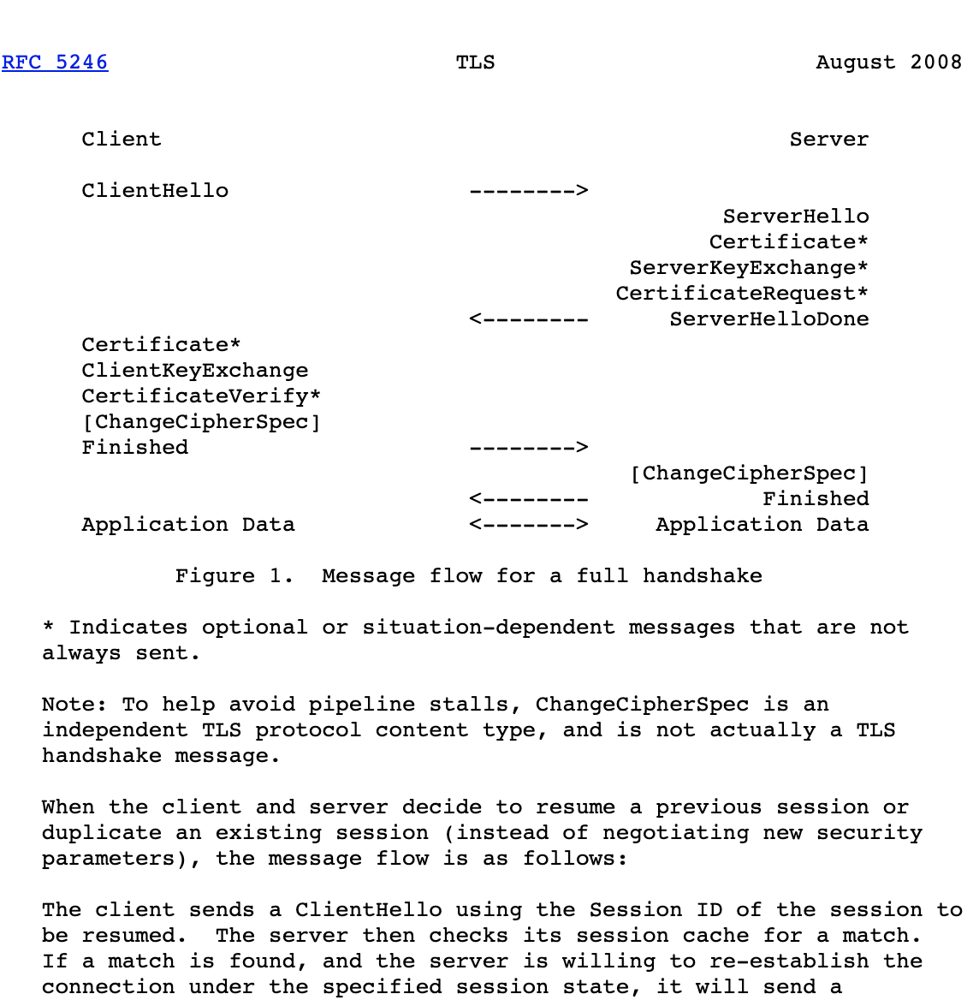 RFC 5246                          TLS                        August 2008
      Client                                               Server
      ClientHello                  -------->
                                                      ServerHello
                                                     Certificate*
                                               ServerKeyExchange*
                                              CertificateRequest*
                                   <--------      ServerHelloDone
      Certificate*
      ClientKeyExchange
      CertificateVerify*
      [ChangeCipherSpec]
      Finished                     -------->
                                               [ChangeCipherSpec]
                                   <--------             Finished
      Application Data             <------->     Application Data
             Figure 1.  Message flow for a full handshake
   * Indicates optional or situation-dependent messages that are not
   always sent.
   Note: To help avoid pipeline stalls, ChangeCipherSpec is an
   independent TLS protocol content type, and is not actually a TLS
   handshake message.
   When the client and server decide to resume a previous session or
   duplicate an existing session (instead of negotiating new security
   parameters), the message flow is as follows:
   The client sends a ClientHello using the Session ID of the session to
   be resumed.  The server then checks its session cache for a match.
   If a match is found, and the server is willing to re-establish the
   connection under the specified session state, it will send a